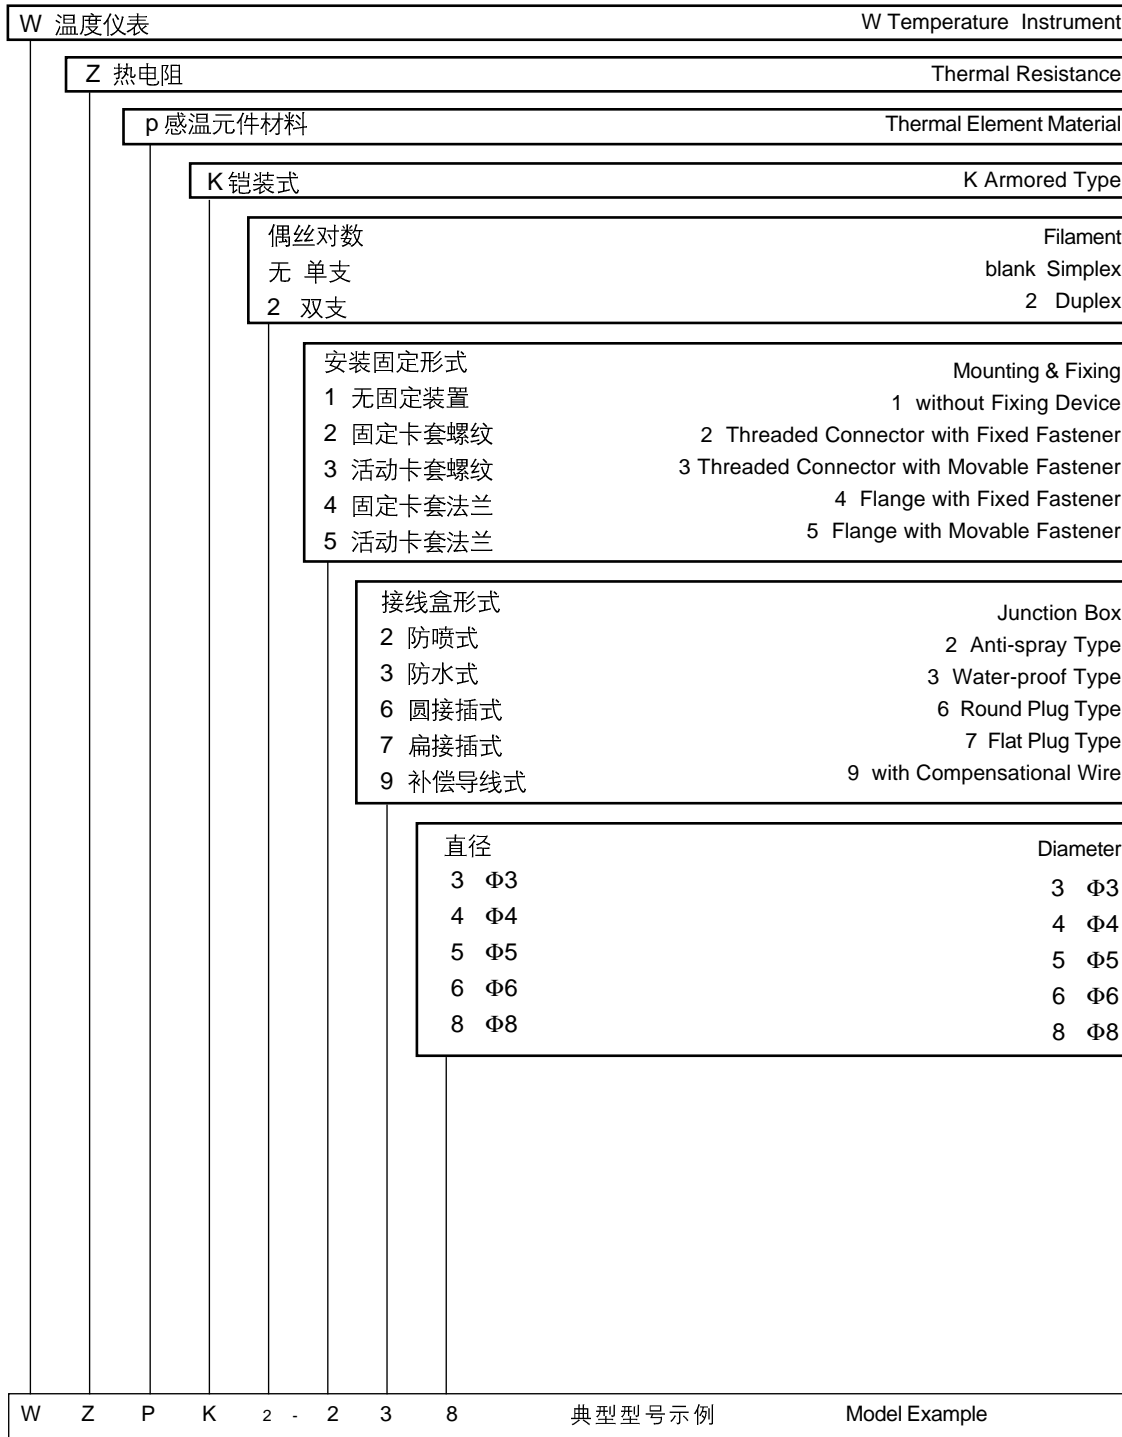 W 温度仪表 W Temperature Instrument
Z 热电阻 Thermal Resistance
p 感温元件材料 Thermal Element Material
K 铠装式 K Armored Type
偶丝对数 Filament
无 单支 blank Simplex
2 双支 2 Duplex
安装固定形式 Mounting & Fixing
1 无固定装置 1 without Fixing Device
2 固定卡套螺纹 2 Threaded Connector with Fixed Fastener
3 活动卡套螺纹 3 Threaded Connector with Movable Fastener
4 固定卡套法兰 4 Flange with Fixed Fastener
5 活动卡套法兰 5 Flange with Movable Fastener
接线盒形式 Junction Box
2 防喷式 2 Anti-spray Type
3 防水式 3 Water-proof Type
6 圆接插式 6 Round Plug Type
7 扁接插式 7 Flat Plug Type
9 补偿导线式 9 with Compensational Wire
直径 Diameter
3 Φ3 3 Φ3
4 Φ4 4 Φ4
5 Φ5 5 Φ5
6 Φ6 6 Φ6
8 Φ8 8 Φ8
W Z P K 2 - 2 3 8 典型型号示例 Model Example